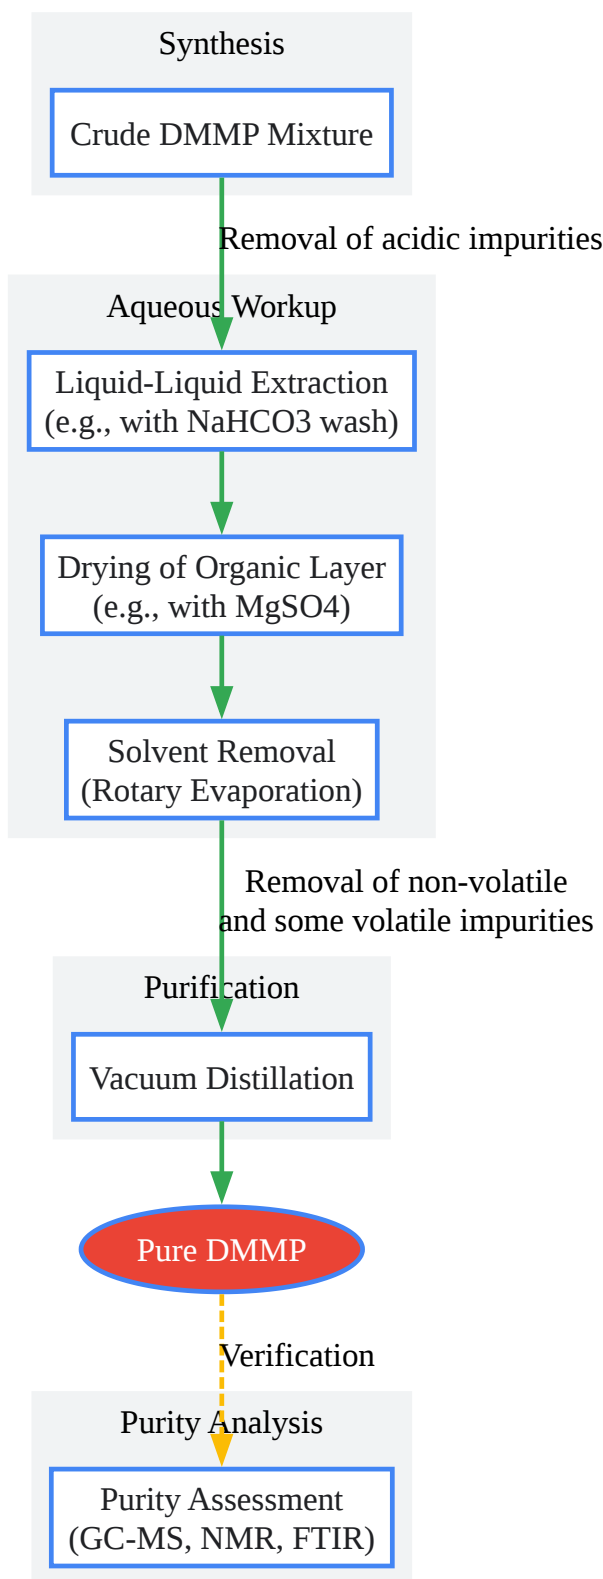 Synthesis
Crude DMMP Mixture
Removal of acidic impurities
Aqueous Workup
Liquid-Liquid Extraction
(e.g., with NaHCO3 wash)
Drying of Organic Layer
(e.g., with MgSO4)
Solvent Removal
(Rotary Evaporation)
Removal of non-volatile
and some volatile impurities
Purification
Vacuum Distillation
Pure DMMP
Verification
Purity Analysis
Purity Assessment
(GC-MS, NMR, FTIR)